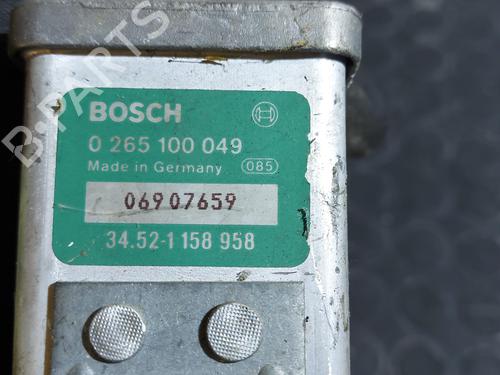 BOSCH
0 265 100 049
Made in Germany 085
06907659
34.52-1 158 958
B-PARTS